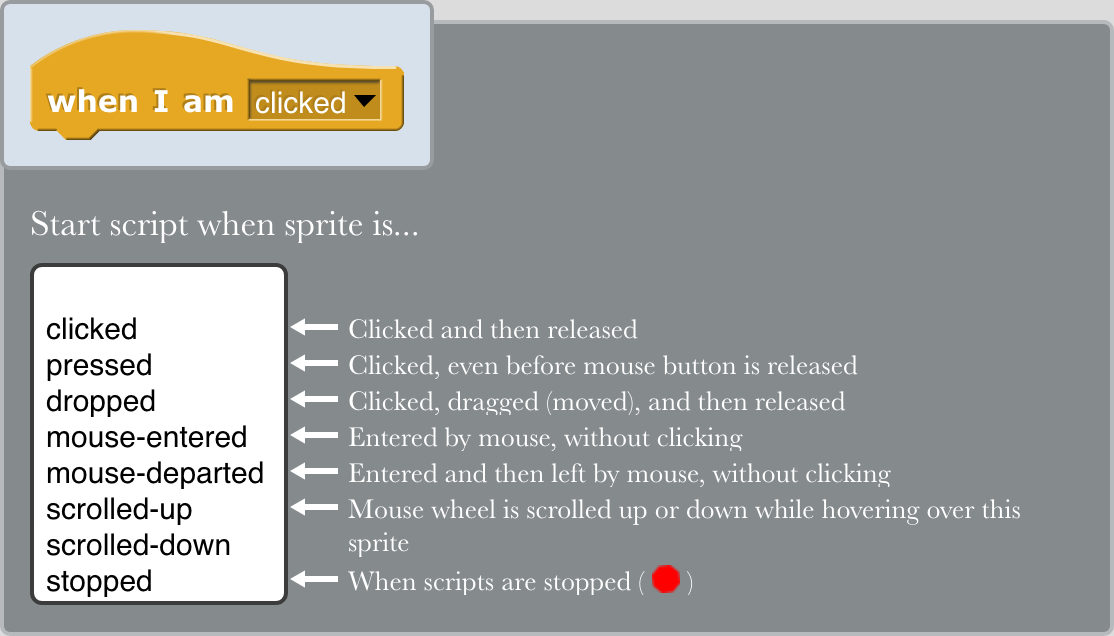 when I am clicked
Start script when sprite is...
clicked
Clicked and then released
pressed
Clicked, even before mouse button is released
dropped
Clicked, dragged (moved), and then released
mouse-entered
Entered by mouse, without clicking
mouse-departed
Entered and then left by mouse, without clicking
scrolled-up
Mouse wheel is scrolled up or down while hovering over this
sprite
scrolled-down
stopped
When scripts are stopped ( )